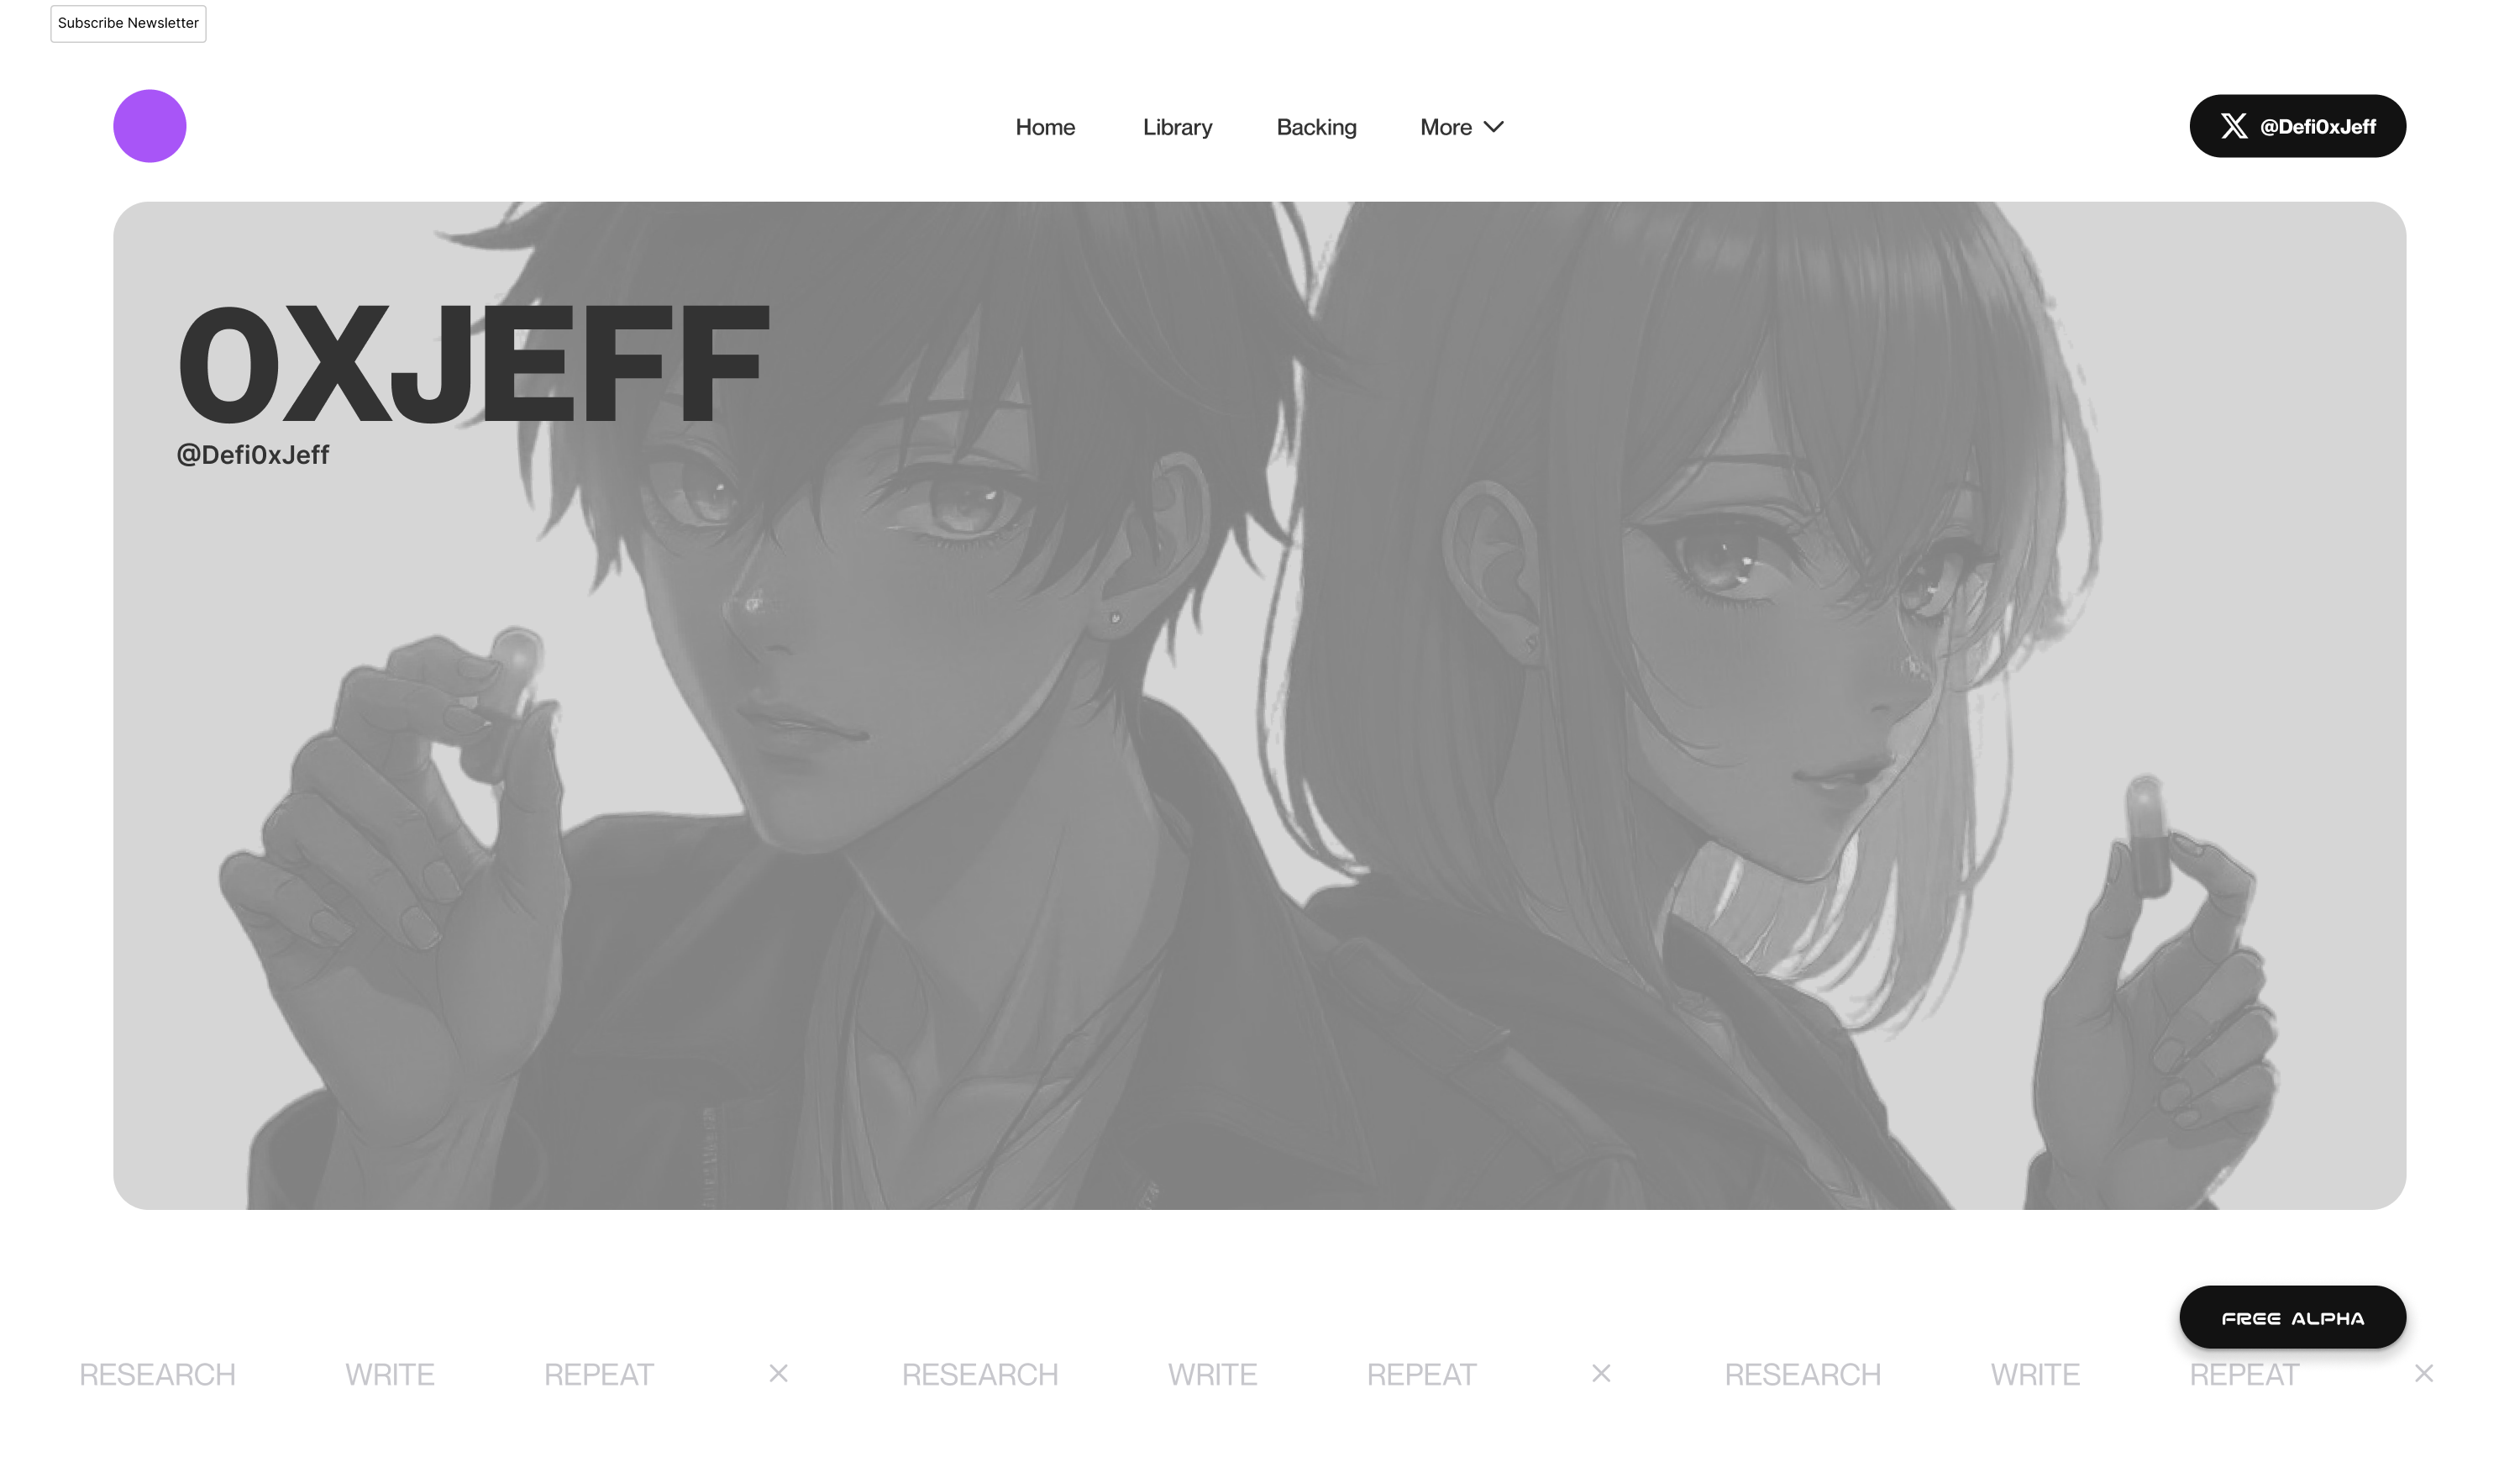 Subscribe Newsletter
Home Library Backing More
@Defi0xJeff
0XJEFF
@Defi0xJeff
FREE ALPHA
RESEARCH WRITE REPEAT × RESEARCH WRITE REPEAT × RESEARCH WRITE REPEAT ×